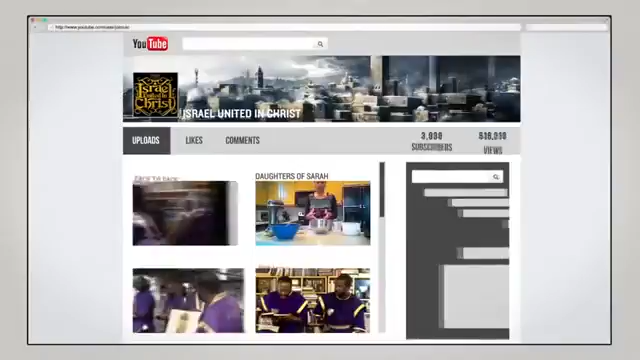 YouTube
Israel
United In
Christ
ISRAEL UNITED IN CHRIST
UPLOADS
LIKES
COMMENTS
SUBSCRIBERS
VIEWS
DAUGHTERS OF SARAH